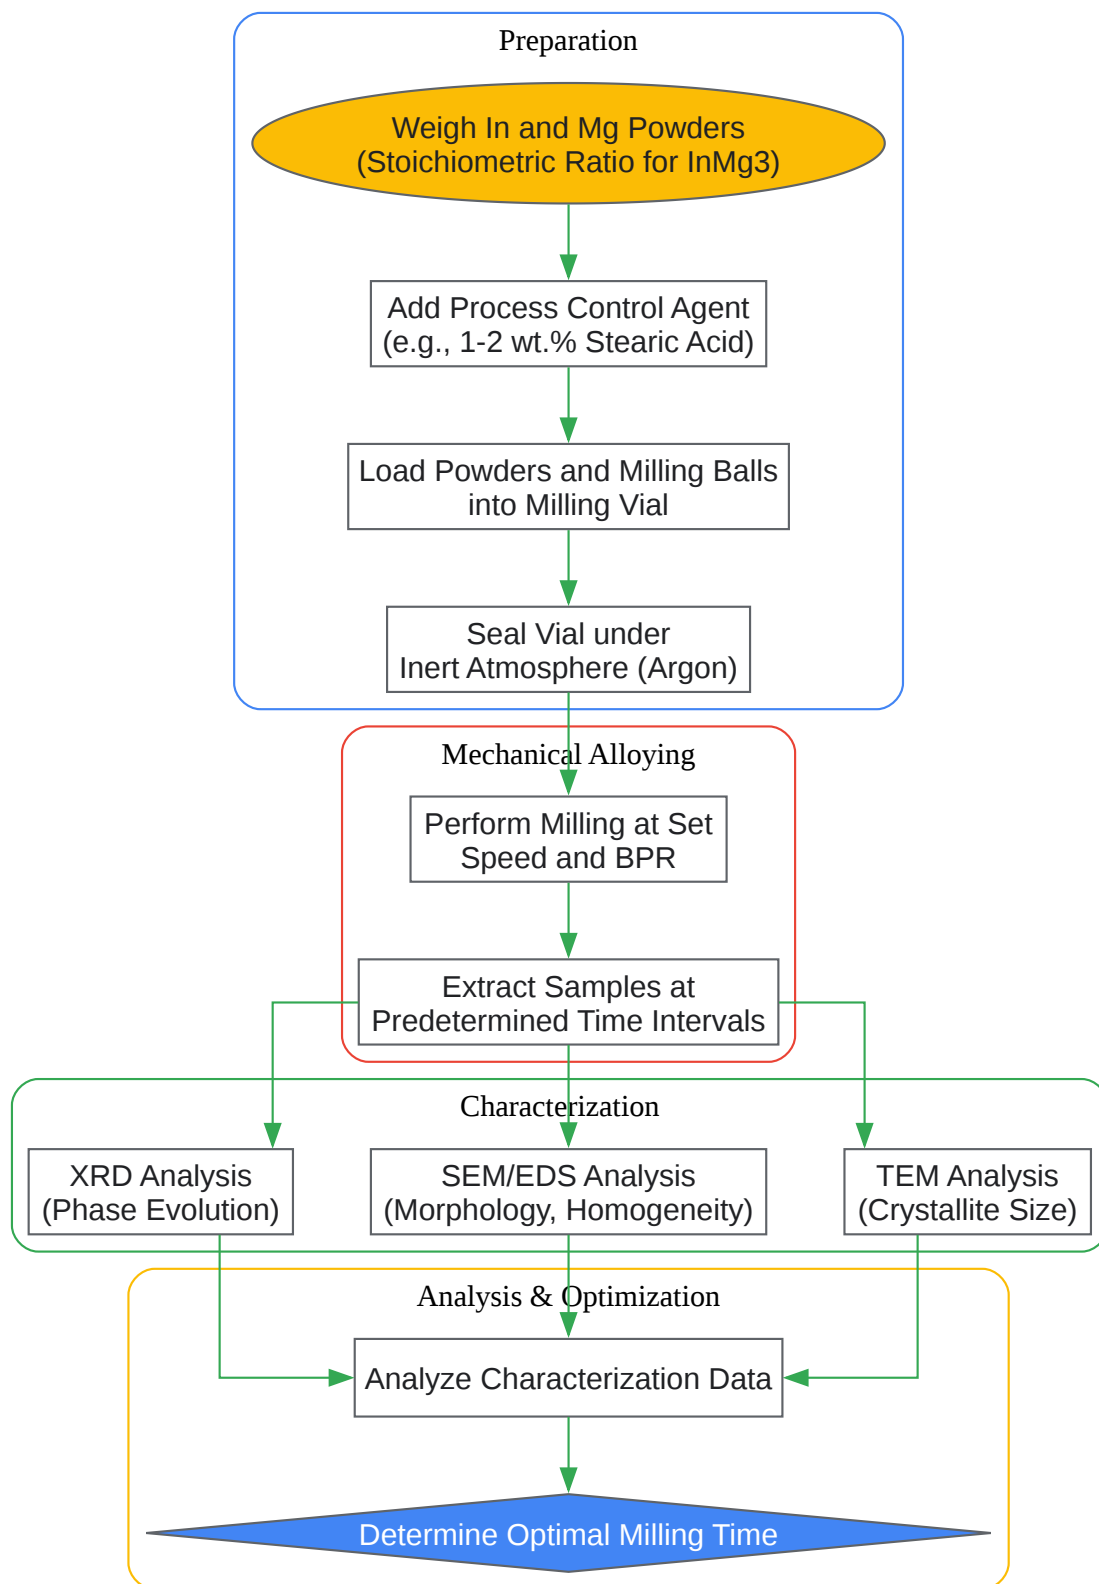 Preparation
Weigh In and Mg Powders
(Stoichiometric Ratio for InMg3)
Add Process Control Agent
(e.g., 1-2 wt.% Stearic Acid)
Load Powders and Milling Balls
into Milling Vial
Seal Vial under
Inert Atmosphere (Argon)
Mechanical Alloying
Perform Milling at Set
Speed and BPR
Extract Samples at
Predetermined Time Intervals
Characterization
XRD Analysis
(Phase Evolution)
SEM/EDS Analysis
(Morphology, Homogeneity)
TEM Analysis
(Crystallite Size)
Analysis & Optimization
Analyze Characterization Data
Determine Optimal Milling Time